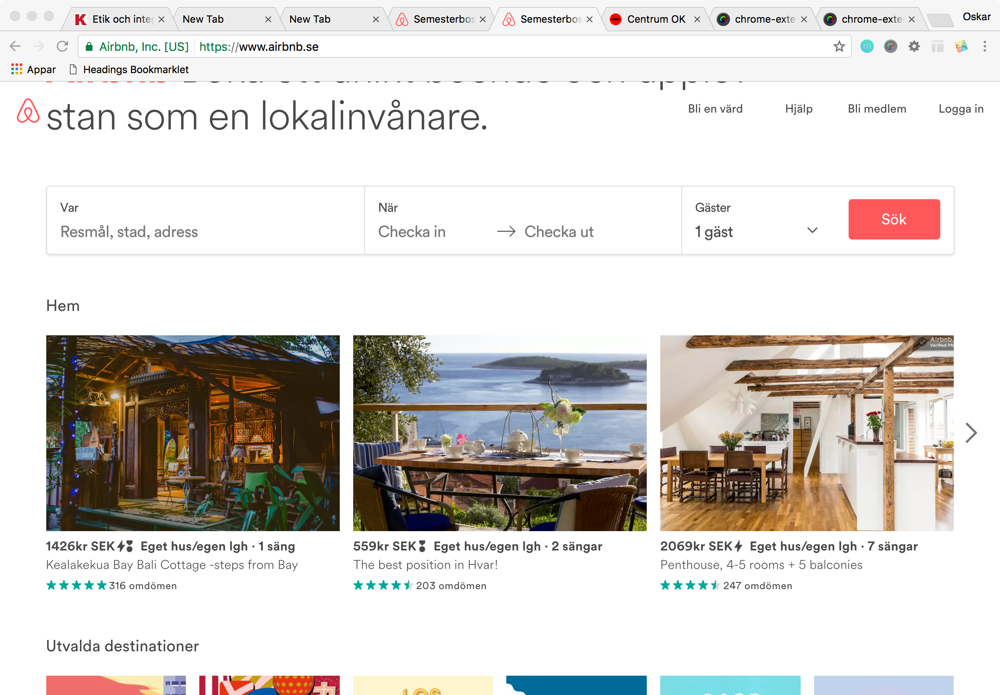 Etik och inte
New Tab
New Tab
Semesterbos
Semesterbos
Centrum OK
chrome-exte
chrome-exte
Oskar
Airbnb, Inc. [US] https://www.airbnb.se
Appar Headings Bookmarklet
stan som en lokalinvånare.
Bli en värd Hjälp Bli medlem Logga in
Var
Resmål, stad, adress
När
Checka in → Checka ut
Gäster
1 gäst
Sök
Hem
Airbnb.
Verified Ph
1426kr SEK Eget hus/egen lgh · 1 säng
Kealakekua Bay Bali Cottage -steps from Bay
316 omdömen
559kr SEK Eget hus/egen lgh · 2 sängar
The best position in Hvar!
203 omdömen
2069kr SEK Eget hus/egen lgh · 7 sängar
Penthouse, 4-5 rooms + 5 balconies
247 omdömen
Utvalda destinationer
LOS